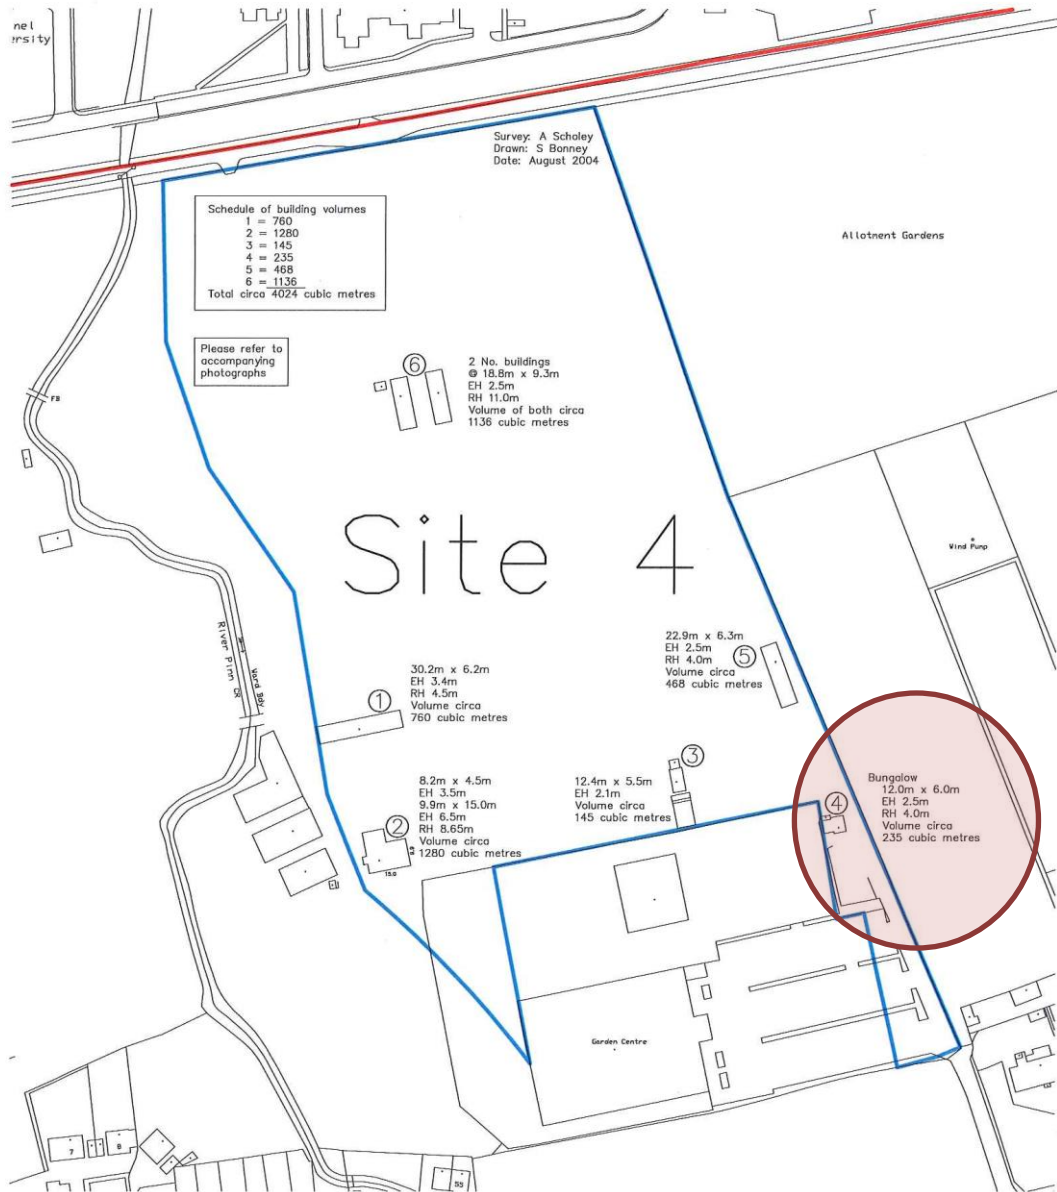 nel
rsity
Survey: A Scholey
Drawn: S Bonney
Date: August 2004
Schedule of building volumes
1 = 760
2 = 1280
3 = 145
4 = 235
5 = 468
6 = 1136
Total circa 4024 cubic metres
Allotment Gardens
Please refer to
accompanying
photographs
6
2 No. buildings
@ 18.8m x 9.3m
EH 2.5m
RH 11.0m
Volume of both circa
1136 cubic metres
FB
Site 4
Wind Pump
River Pinn
CR
Ward Bdy
22.9m x 6.3m
EH 2.5m
RH 4.0m
Volume circa
468 cubic metres
5
30.2m x 6.2m
EH 3.4m
RH 4.5m
Volume circa
760 cubic metres
1
8.2m x 4.5m
EH 3.5m
9.9m x 15.0m
EH 6.5m
RH 8.65m
Volume circa
1280 cubic metres
2
9.9
15.0
12.4m x 5.5m
EH 2.1m
Volume circa
145 cubic metres
3
4
Bungalow
12.0m x 6.0m
EH 2.5m
RH 4.0m
Volume circa
235 cubic metres
Garden Centre
7
8
55